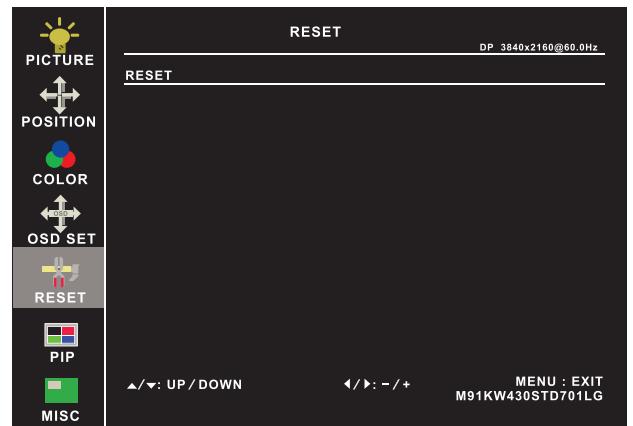 RESET
DP 3840x2160@60.0Hz
RESET
PICTURE
POSITION
COLOR
OSD
OSD SET
RESET
PIP
MISC
▲/▼: UP / DOWN
◀/▶: – / +
MENU : EXIT
M91KW430STD701LG